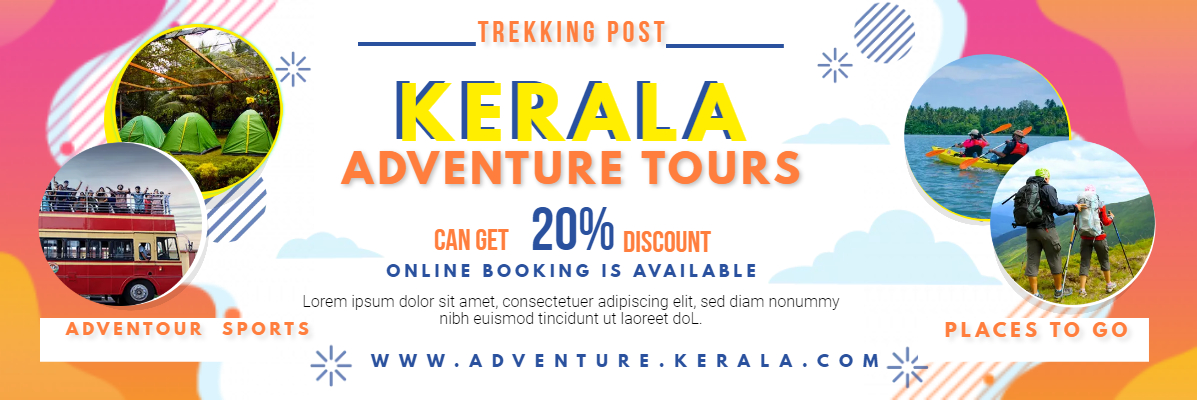 TREKKING POST
KERALA
ADVENTURE TOURS
CAN GET 20% DISCOUNT
ONLINE BOOKING IS AVAILABLE
Lorem ipsum dolor sit amet, consectetuer adipiscing elit, sed diam nonummy
nibh euismod tincidunt ut laoreet doL.
ADVENTOUR SPORTS
PLACES TO GO
WWW.ADVENTURE.KERALA.COM